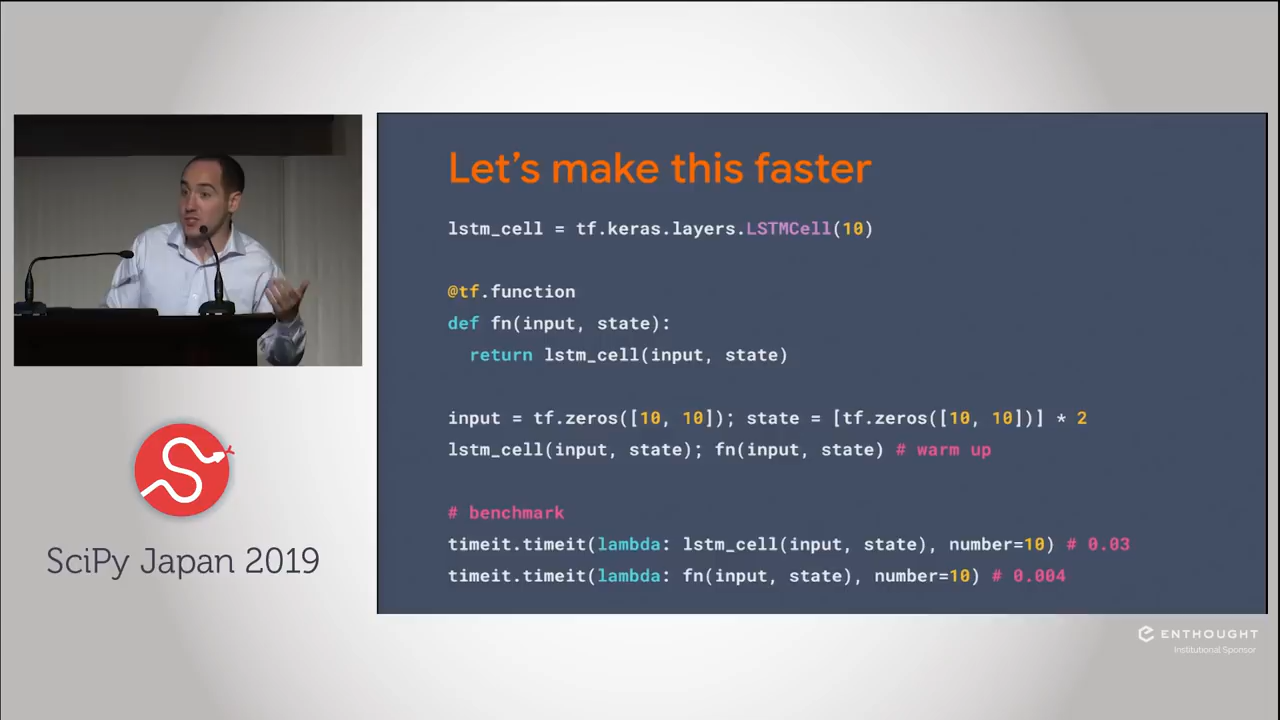 Let's make this faster
lstm_cell = tf.keras.layers.LSTMCell(10)
@tf.function
def fn(input, state):
return lstm_cell(input, state)
input = tf.zeros([10, 10]); state = [tf.zeros([10, 10])] * 2
lstm_cell(input, state); fn(input, state) # warm up
# benchmark
timeit.timeit(lambda: lstm_cell(input, state), number=10) # 0.03
timeit.timeit(lambda: fn(input, state), number=10) # 0.004
SciPy Japan 2019
ENTHOUGHT
Institutional Sponsor